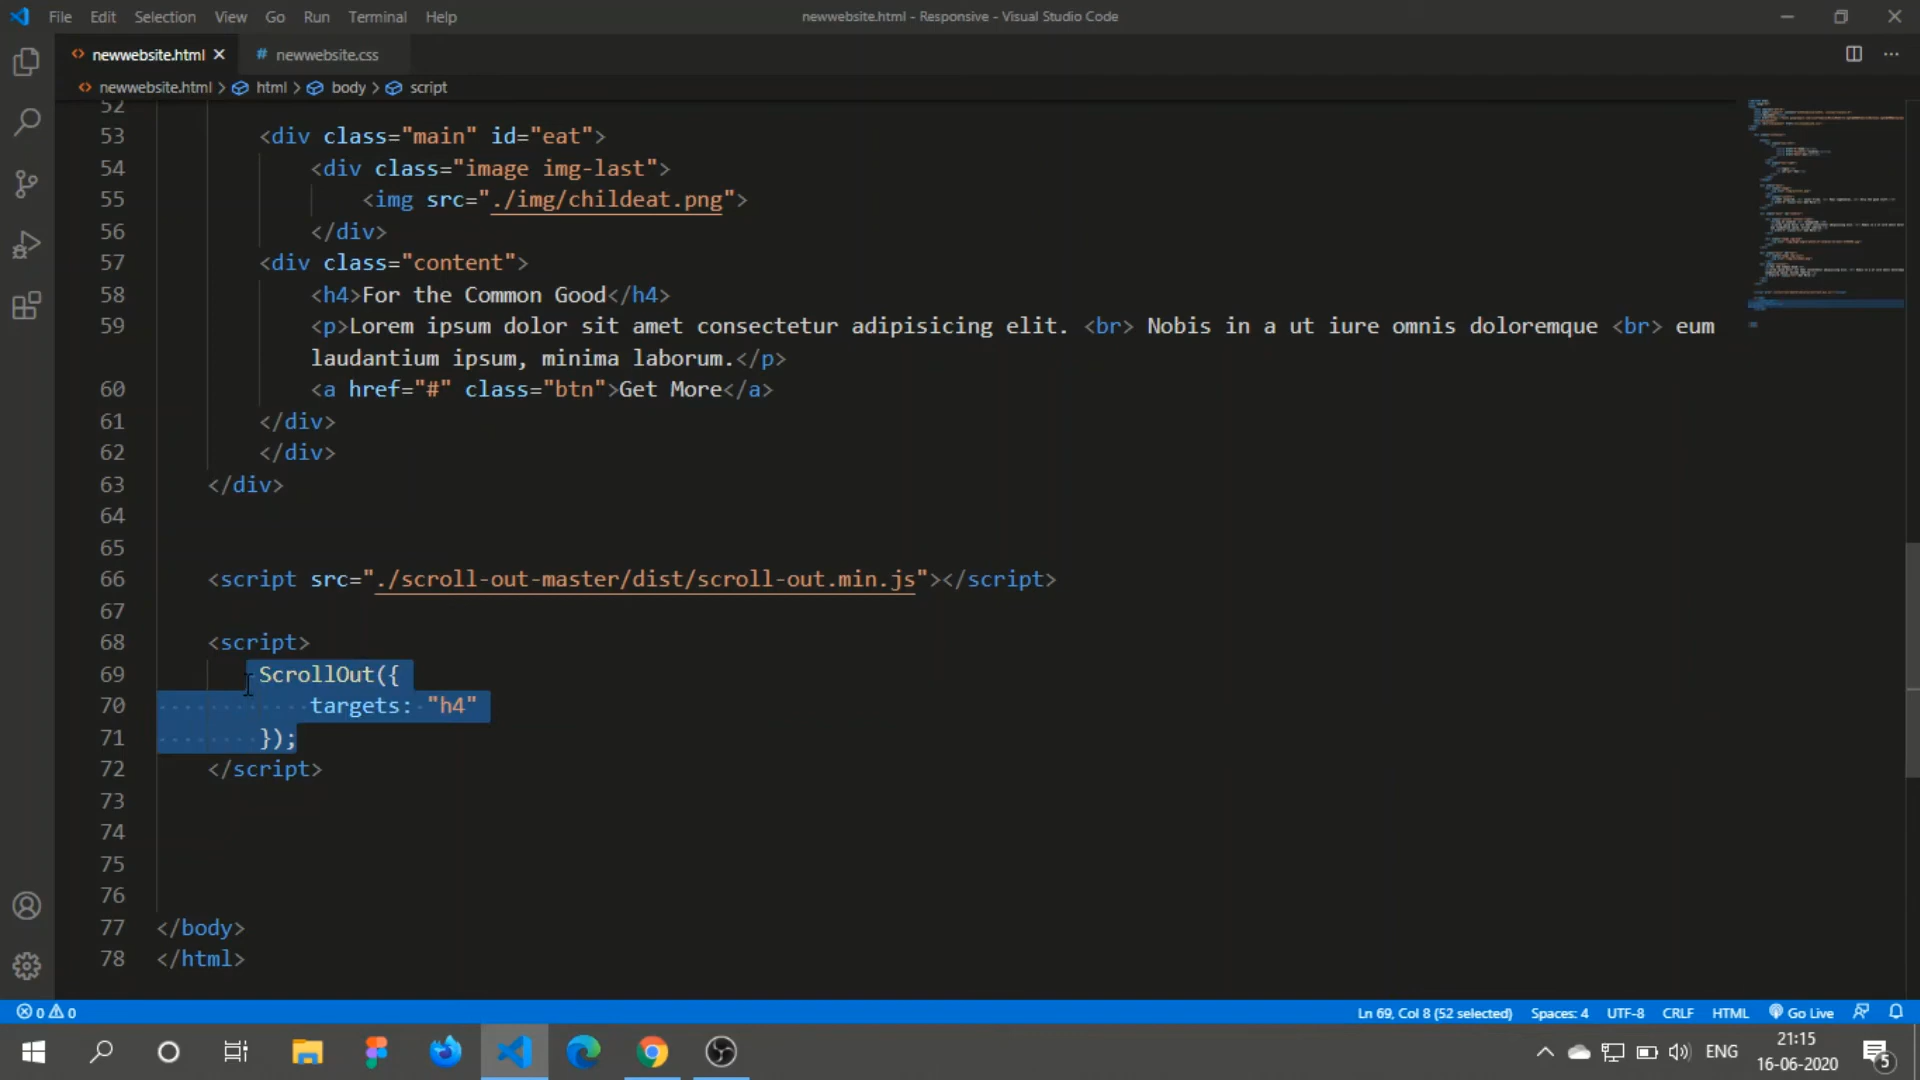 File Edit Selection View Go Run Terminal Help
newwebsite.html - Responsive - Visual Studio Code
newwebsite.html
# newwebsite.css
newwebsite.html > html > body > script
52
53 <div class="main" id="eat">
54 <div class="image img-last">
55 <img src="./img/childeat.png">
56 </div>
57 <div class="content">
58 <h4>For the Common Good</h4>
59 <p>Lorem ipsum dolor sit amet consectetur adipisicing elit. <br> Nobis in a ut iure omnis doloremque <br> eum
laudantium ipsum, minima laborum.</p>
60 <a href="#" class="btn">Get More</a>
61 </div>
62 </div>
63 </div>
64
65
66 <script src="./scroll-out-master/dist/scroll-out.min.js"></script>
67
68 <script>
69 ScrollOut({
70 targets: "h4"
71 });
72 </script>
73
74
75
76
77 </body>
78 </html>
0 0
Ln 69, Col 8 (52 selected) Spaces: 4 UTF-8 CRLF HTML Go Live
ENG
21:15
16-06-2020
5